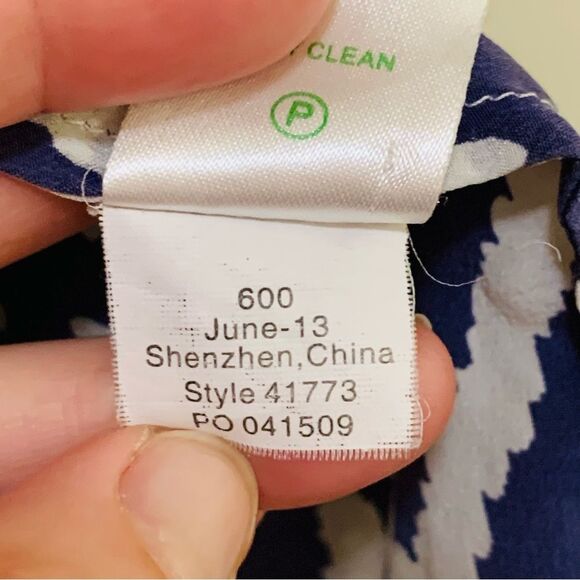 CLEAN
P
600
June-13
Shenzhen,China
Style 41773
PO 041509